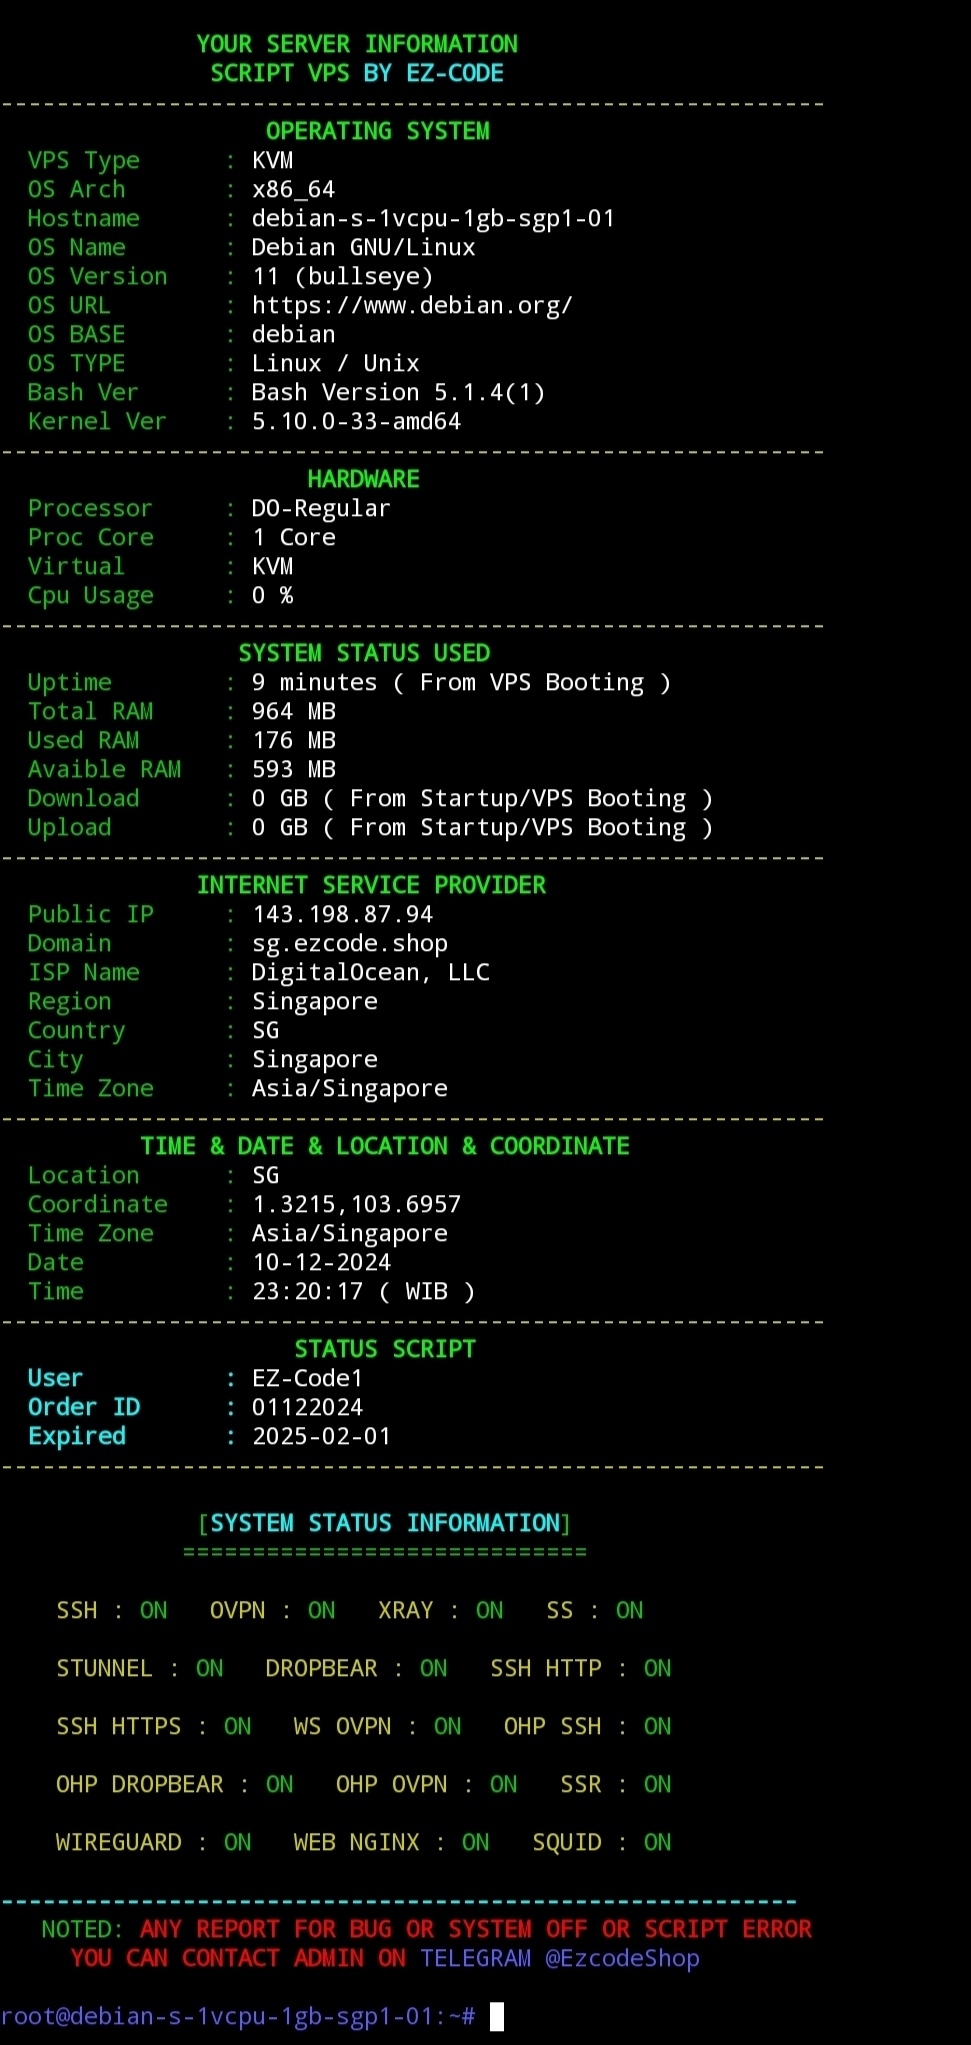 YOUR SERVER INFORMATION
SCRIPT VPS BY EZ-CODE
-----------------------------------------------------------
OPERATING SYSTEM
VPS Type : KVM
OS Arch : x86_64
Hostname : debian-s-1vcpu-1gb-sgp1-01
OS Name : Debian GNU/Linux
OS Version : 11 (bullseye)
OS URL : https://www.debian.org/
OS BASE : debian
OS TYPE : Linux / Unix
Bash Ver : Bash Version 5.1.4(1)
Kernel Ver : 5.10.0-33-amd64
-----------------------------------------------------------
HARDWARE
Processor : DO-Regular
Proc Core : 1 Core
Virtual : KVM
Cpu Usage : 0 %
-----------------------------------------------------------
SYSTEM STATUS USED
Uptime : 9 minutes ( From VPS Booting )
Total RAM : 964 MB
Used RAM : 176 MB
Avaible RAM : 593 MB
Download : 0 GB ( From Startup/VPS Booting )
Upload : 0 GB ( From Startup/VPS Booting )
-----------------------------------------------------------
INTERNET SERVICE PROVIDER
Public IP : 143.198.87.94
Domain : sg.ezcode.shop
ISP Name : DigitalOcean, LLC
Region : Singapore
Country : SG
City : Singapore
Time Zone : Asia/Singapore
-----------------------------------------------------------
TIME & DATE & LOCATION & COORDINATE
Location : SG
Coordinate : 1.3215,103.6957
Time Zone : Asia/Singapore
Date : 10-12-2024
Time : 23:20:17 ( WIB )
-----------------------------------------------------------
STATUS SCRIPT
User : EZ-Code1
Order ID : 01122024
Expired : 2025-02-01
-----------------------------------------------------------
[SYSTEM STATUS INFORMATION]
=============================
SSH : ON OVPN : ON XRAY : ON SS : ON
STUNNEL : ON DROPBEAR : ON SSH HTTP : ON
SSH HTTPS : ON WS OVPN : ON OHP SSH : ON
OHP DROPBEAR : ON OHP OVPN : ON SSR : ON
WIREGUARD : ON WEB NGINX : ON SQUID : ON
---------------------------------------------------------
NOTED: ANY REPORT FOR BUG OR SYSTEM OFF OR SCRIPT ERROR
YOU CAN CONTACT ADMIN ON TELEGRAM @EzcodeShop
root@debian-s-1vcpu-1gb-sgp1-01:~#